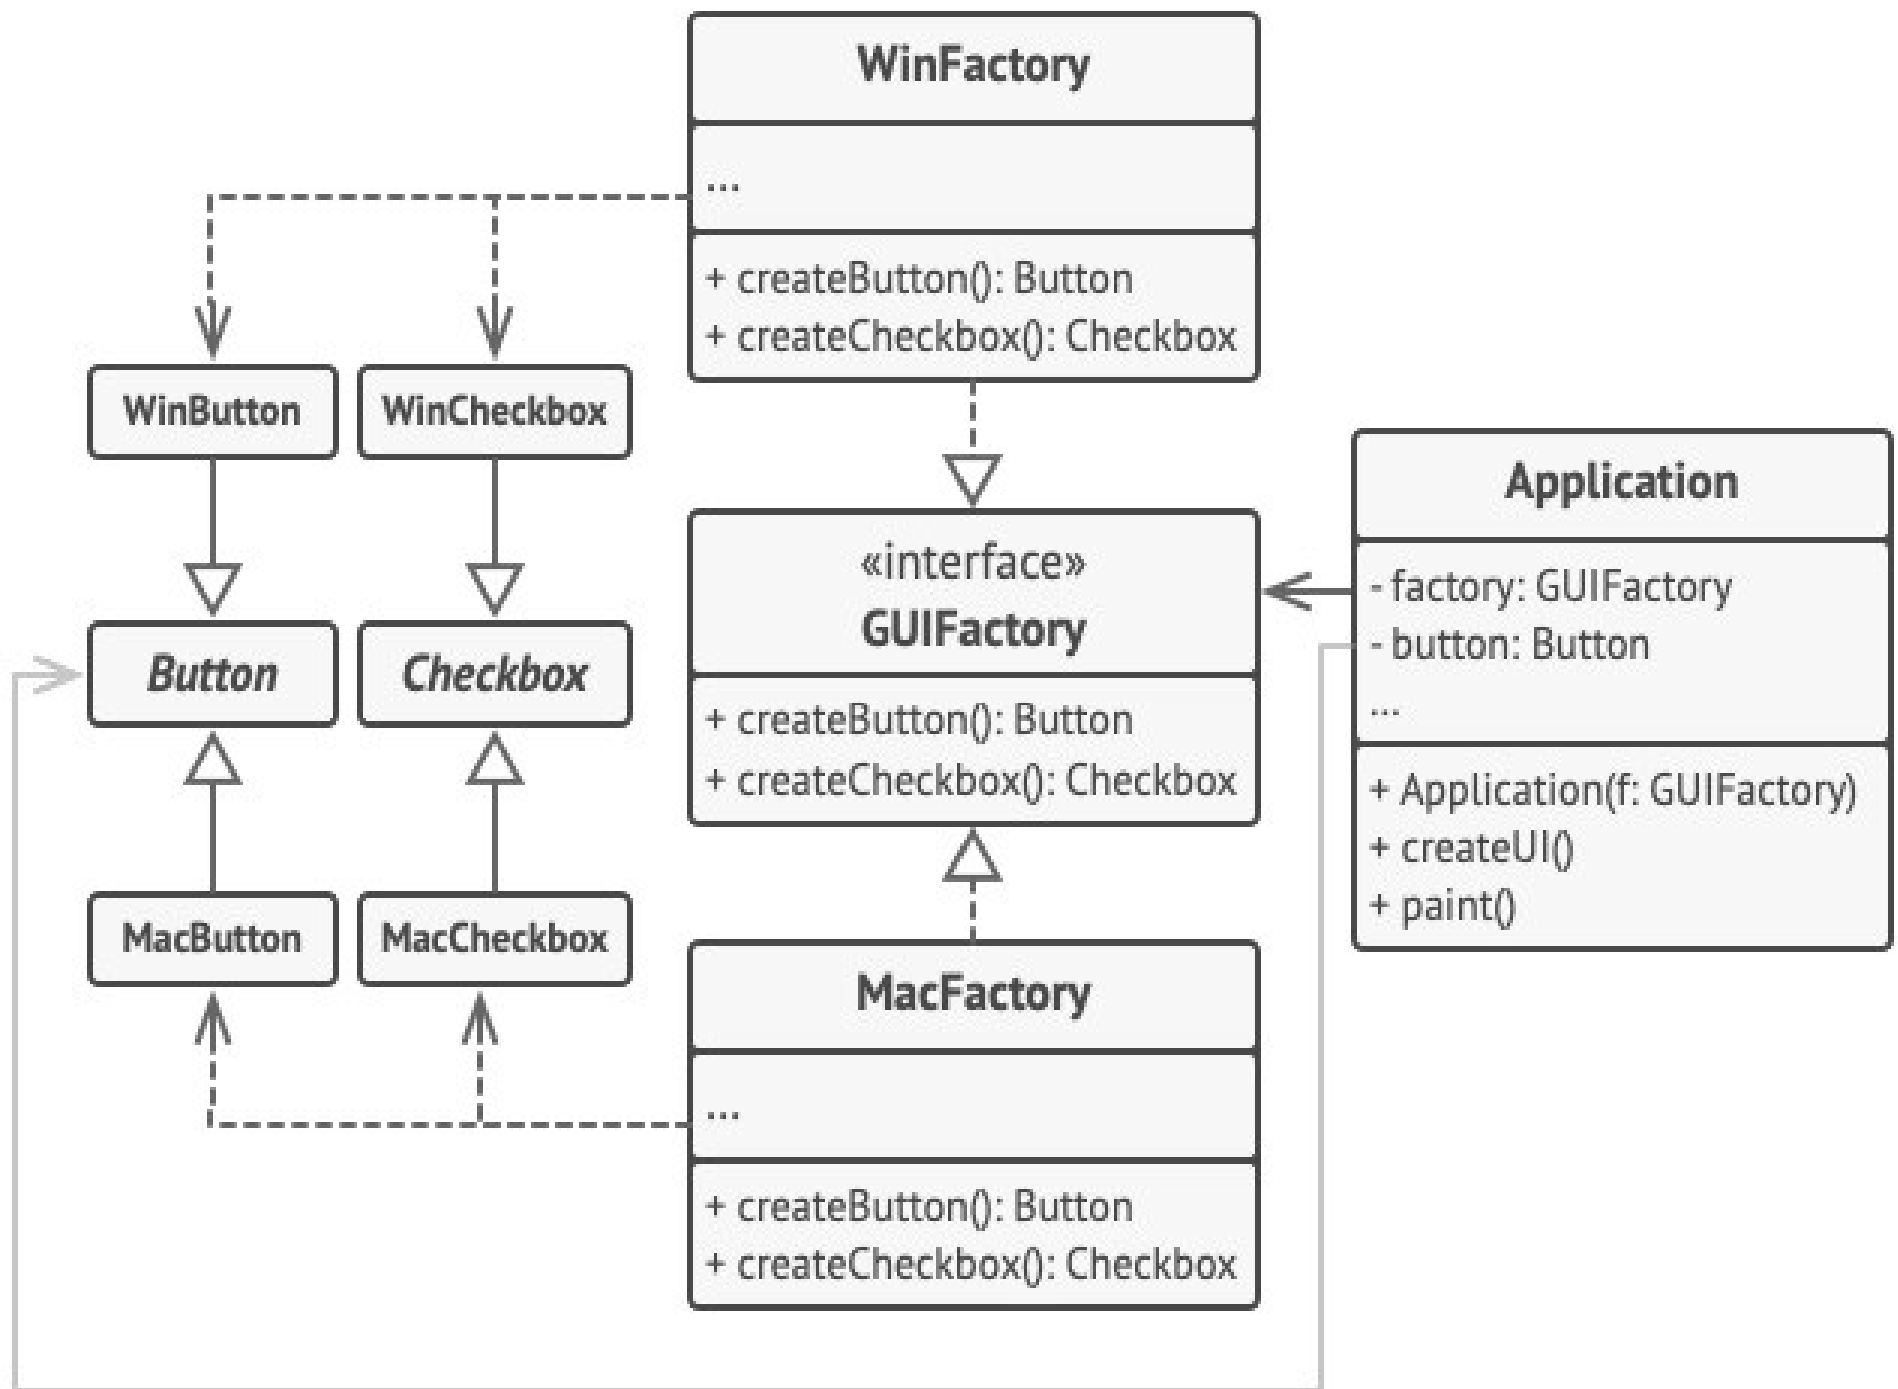 WinFactory
...
+ createButton(): Button
+ createCheckbox(): Checkbox
WinButton
WinCheckbox
Button
Checkbox
MacButton
MacCheckbox
«interface»
GUIFactory
+ createButton(): Button
+ createCheckbox(): Checkbox
MacFactory
...
+ createButton(): Button
+ createCheckbox(): Checkbox
Application
- factory: GUIFactory
- button: Button
...
+ Application(f: GUIFactory)
+ createUI()
+ paint()